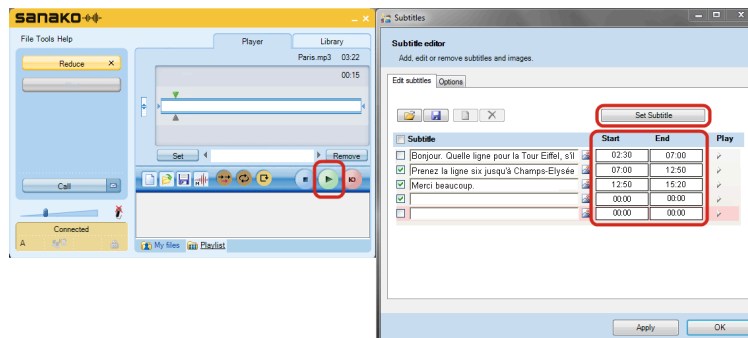 sanako
File Tools Help
Player
Library
Paris.mp3 03:22
Reduce
00:15
Set
Remove
Call
Connected
A
My files
Playlist
Subtitles
Subtitle editor
Add, edit or remove subtitles and images.
Edit subtitles
Options
Set Subtitle
Subtitle Start End Play
Bonjour. Quelle ligne pour la Tour Eiffel, s'il 02:30 07:00
Prenez la ligne six jusqu'à Champs-Elysée 07:00 12:50
Merci beaucoup. 12:50 15:20
00:00 00:00
00:00 00:00
Apply
OK